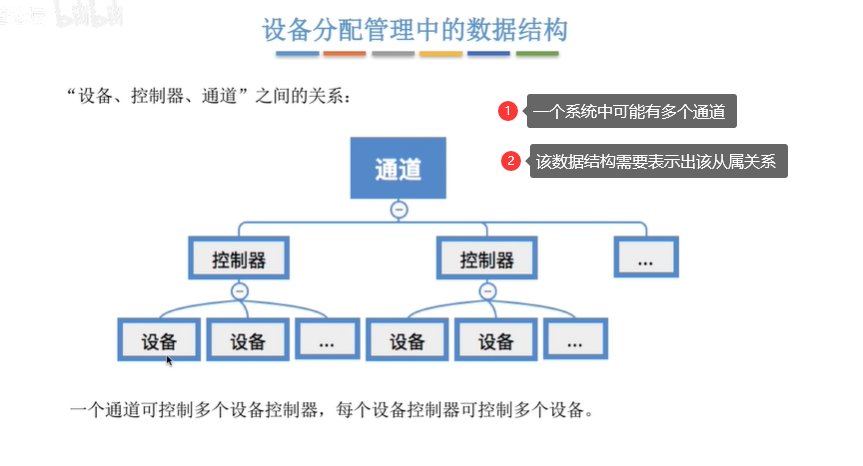 bilibili
设备分配管理中的数据结构
“设备、控制器、通道”之间的关系：
1 一个系统中可能有多个通道
2 该数据结构需要表示出该从属关系
通道
控制器 控制器 ...
设备 设备 ... 设备 设备 ...
一个通道可控制多个设备控制器，每个设备控制器可控制多个设备。